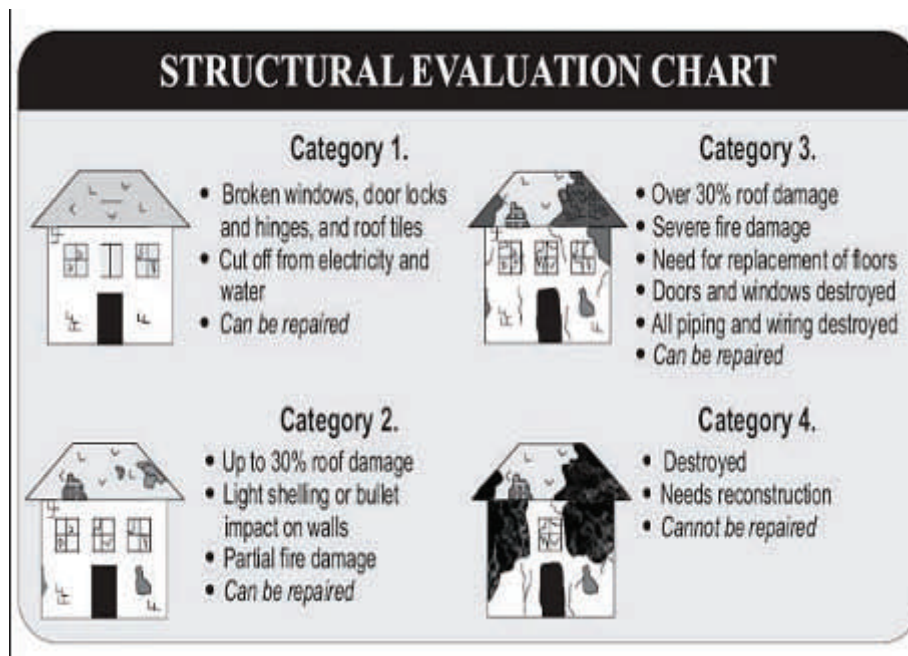 STRUCTURAL EVALUATION CHART
Category 1.
• Broken windows, door locks
and hinges, and roof tiles
• Cut off from electricity and
water
• Can be repaired
Category 2.
• Up to 30% roof damage
• Light shelling or bullet
impact on walls
• Partial fire damage
• Can be repaired
Category 3.
• Over 30% roof damage
• Severe fire damage
• Need for replacement of floors
• Doors and windows destroyed
• All piping and wiring destroyed
• Can be repaired
Category 4.
• Destroyed
• Needs reconstruction
• Cannot be repaired